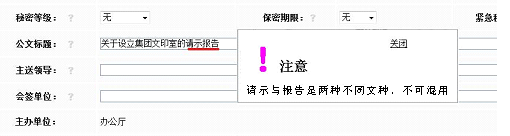 秘密等级：? 无 保密期限：? 无 紧急程
公文标题：? 关于设立集团文印室的请示报告
关闭
! 注意
请示与报告是两种不同文种，不可混用
主送领导：?
会签单位：?
主办单位： 办公厅